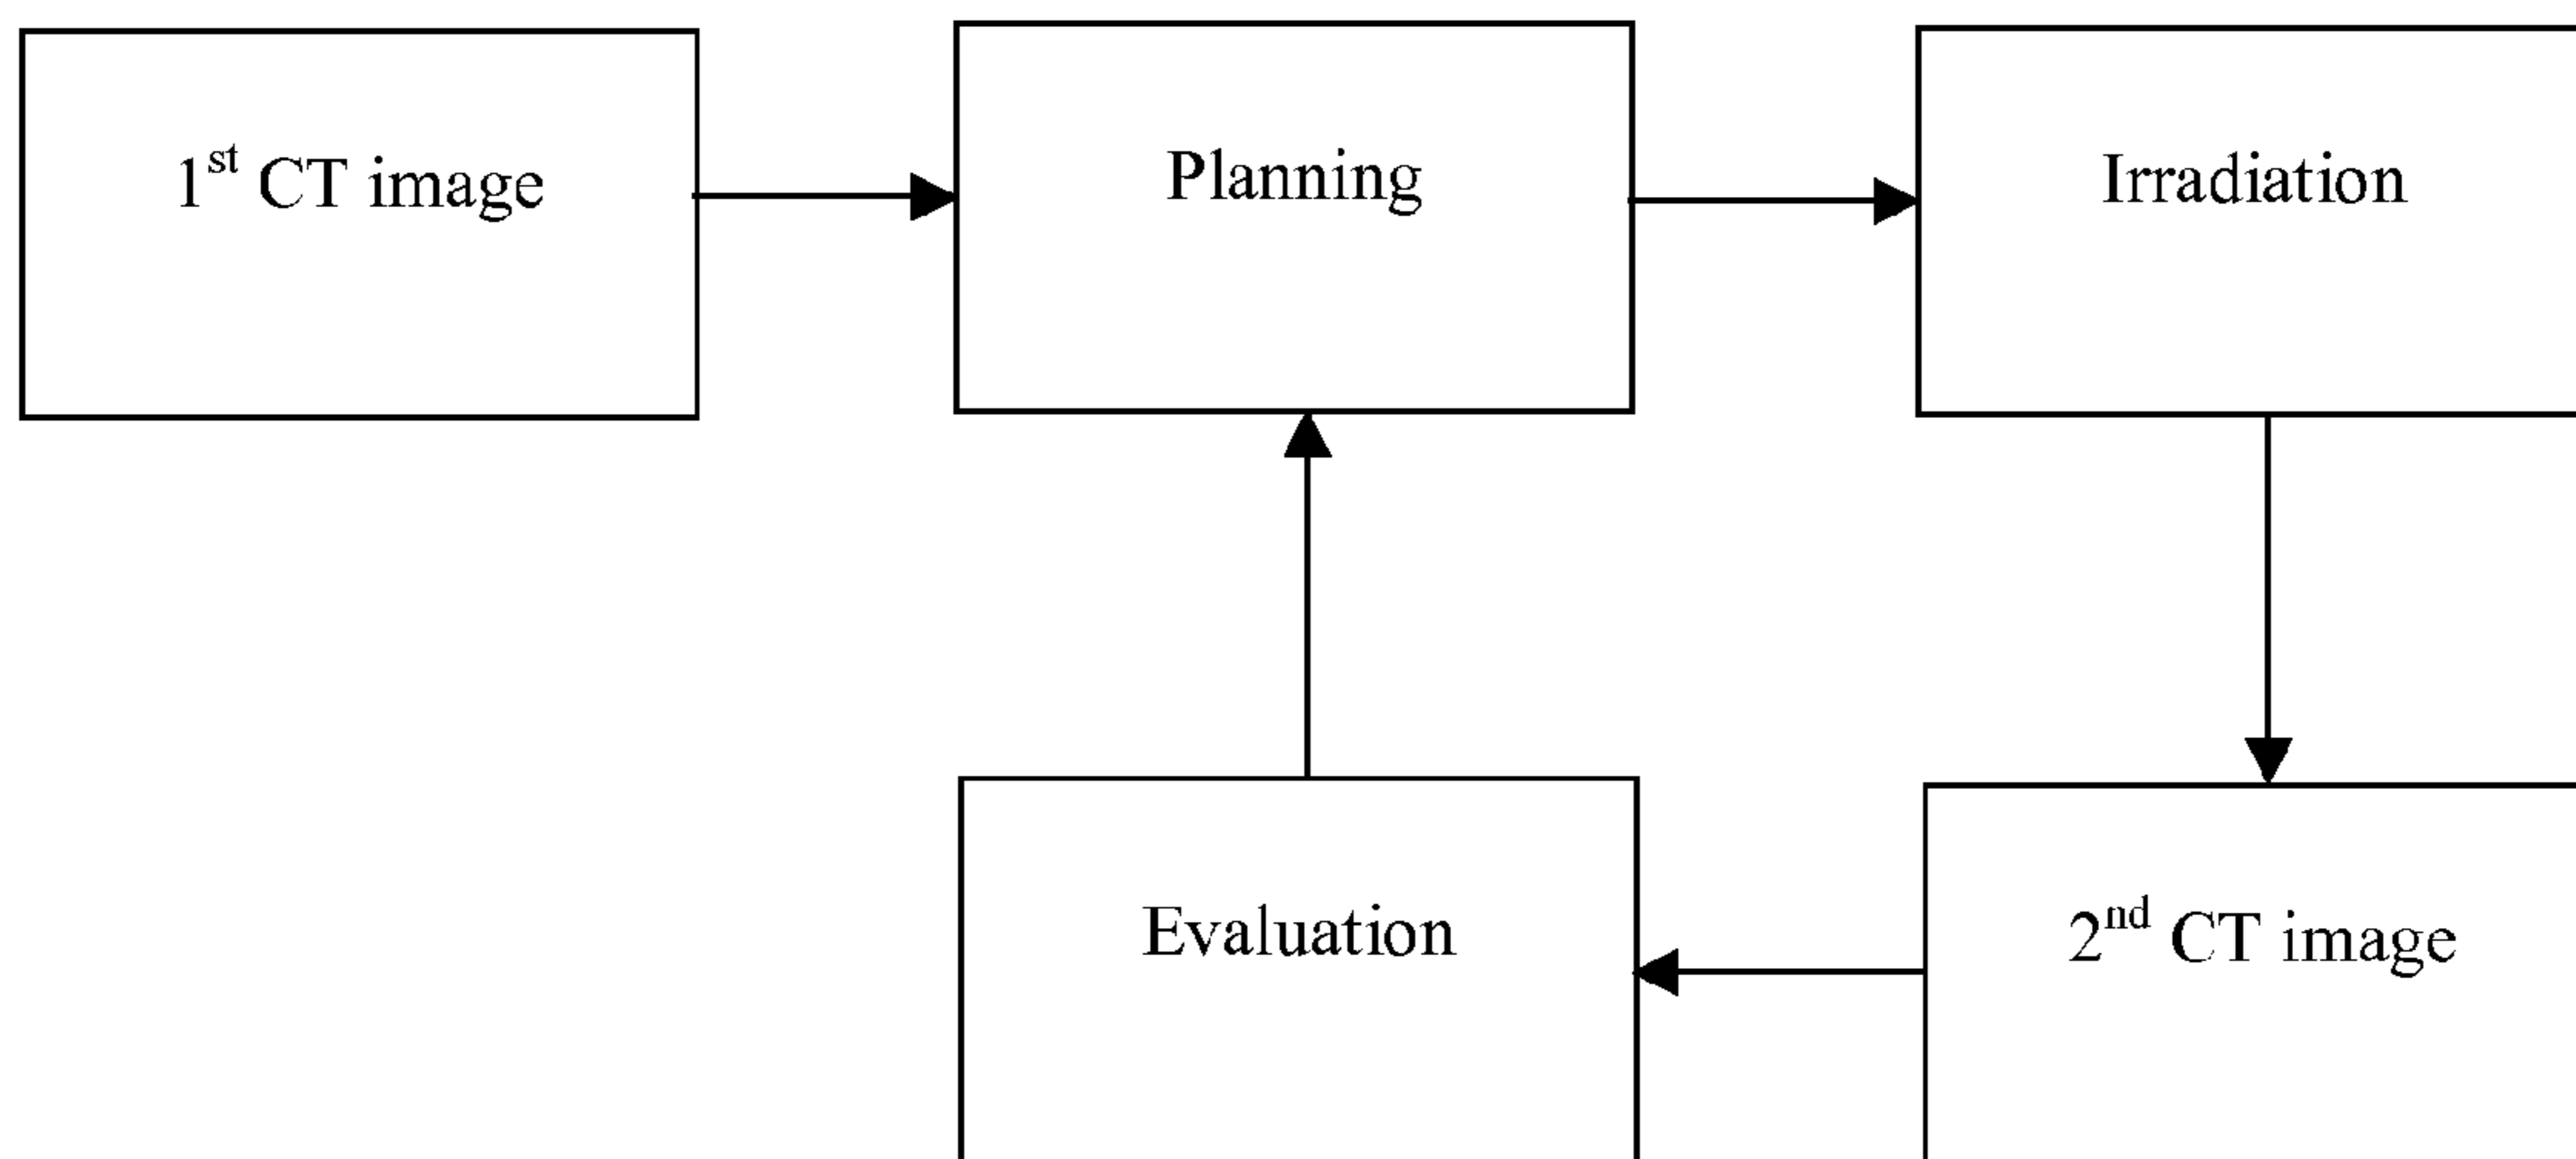 1st CT image
Planning
Irradiation
Evaluation
2nd CT image